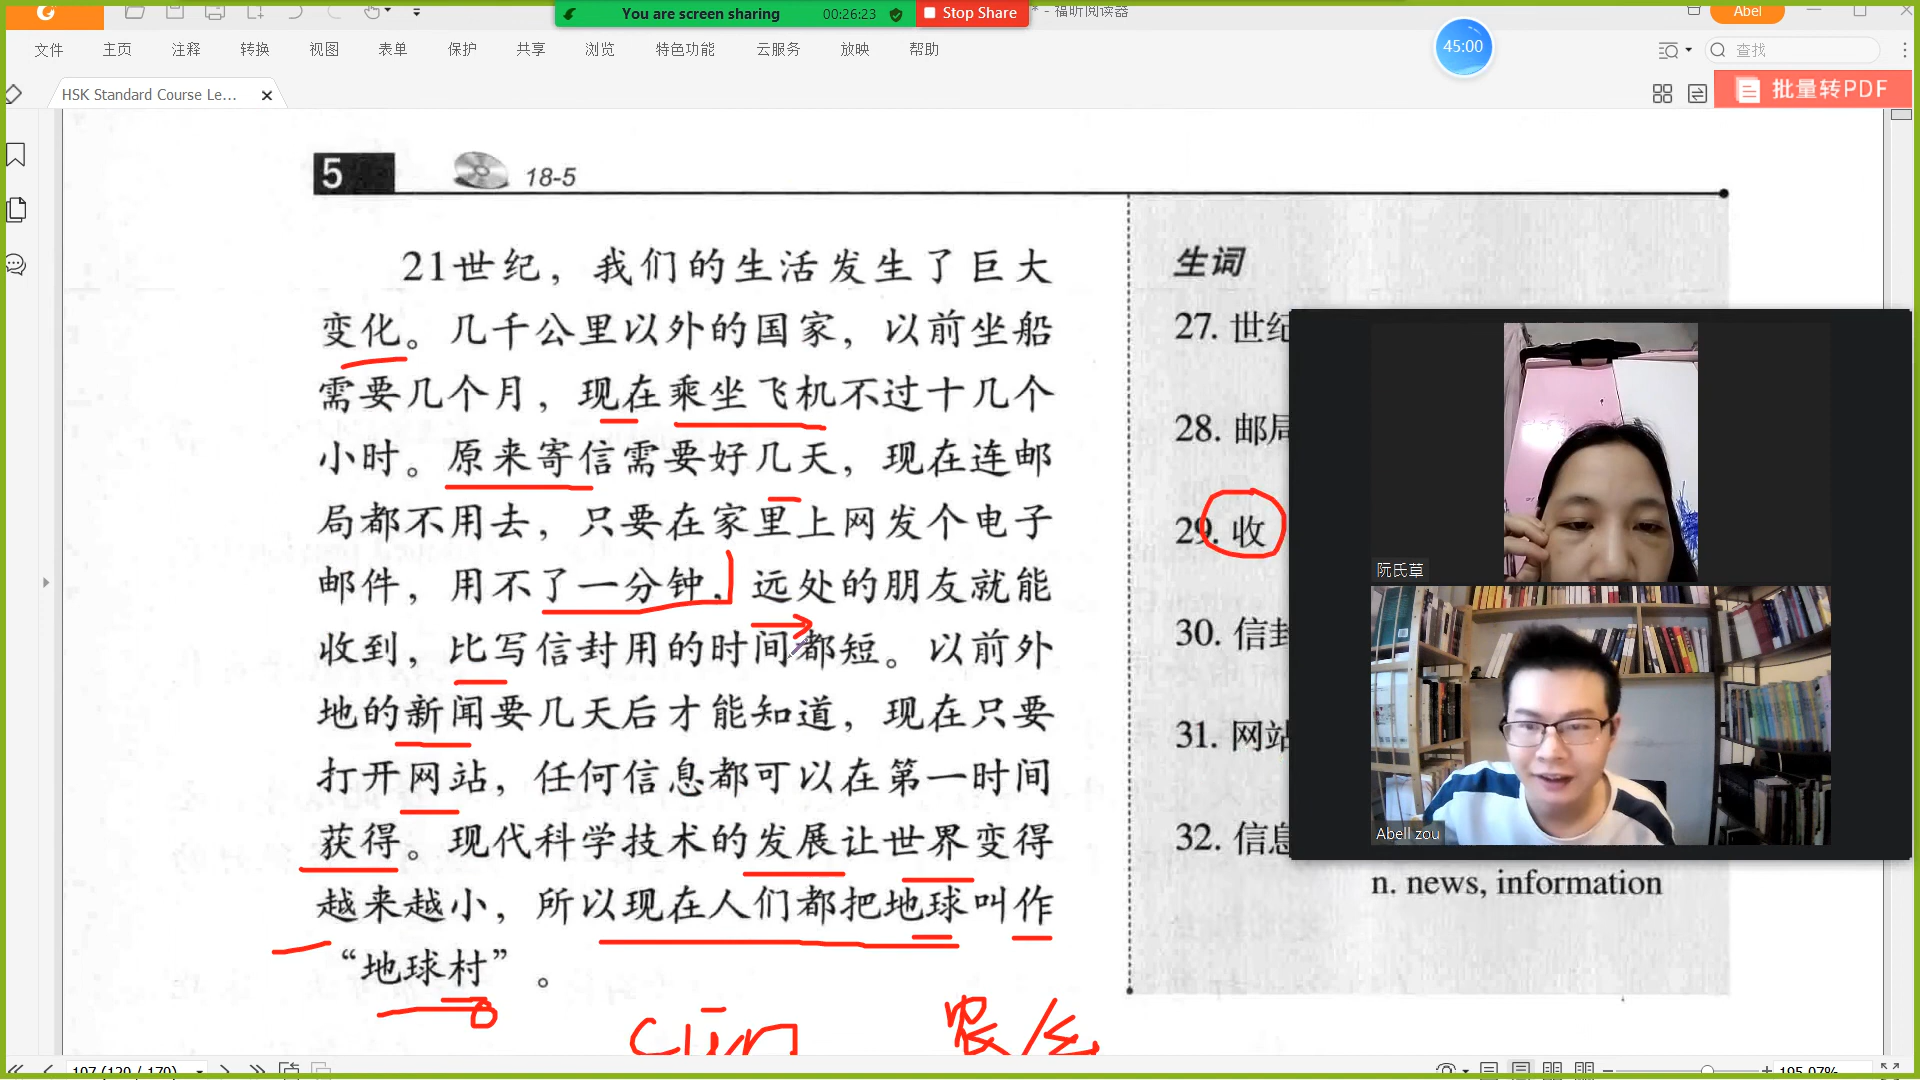 You are screen sharing 00:26:23 Stop Share
- 福昕阅读器
Abel
文件 主页 注释 转换 视图 表单 保护 共享 浏览 特色功能 云服务 放映 帮助
45:00
查找
HSK Standard Course Le...
批量转PDF
5 18-5
21世纪，我们的生活发生了巨大
变化。几千公里以外的国家，以前坐船
需要几个月，现在乘坐飞机不过十几个
小时。原来寄信需要好几天，现在连邮
局都不用去，只要在家里上网发个电子
邮件，用不了一分钟，远处的朋友就能
收到，比写信封用的时间都短。以前外
地的新闻要几天后才能知道，现在只要
打开网站，任何信息都可以在第一时间
获得。现代科学技术的发展让世界变得
越来越小，所以现在人们都把地球叫作
“地球村”。
生词
27. 世纪
28. 邮局
29. 收
30. 信封
31. 网站
32. 信息
n. news, information
阮氏草
Abell zou
cūn
107 (120 / 170)
195.07%